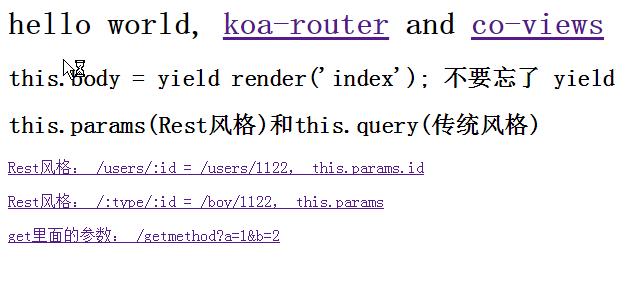 hello world, koa-router and co-views
this.body = yield render('index'); 不要忘了 yield
this.params(Rest风格)和this.query(传统风格)
Rest风格： /users/:id = /users/1122, this.params.id
Rest风格： /:type/:id = /boy/1122, this.params
get里面的参数： /getmethod?a=1&b=2